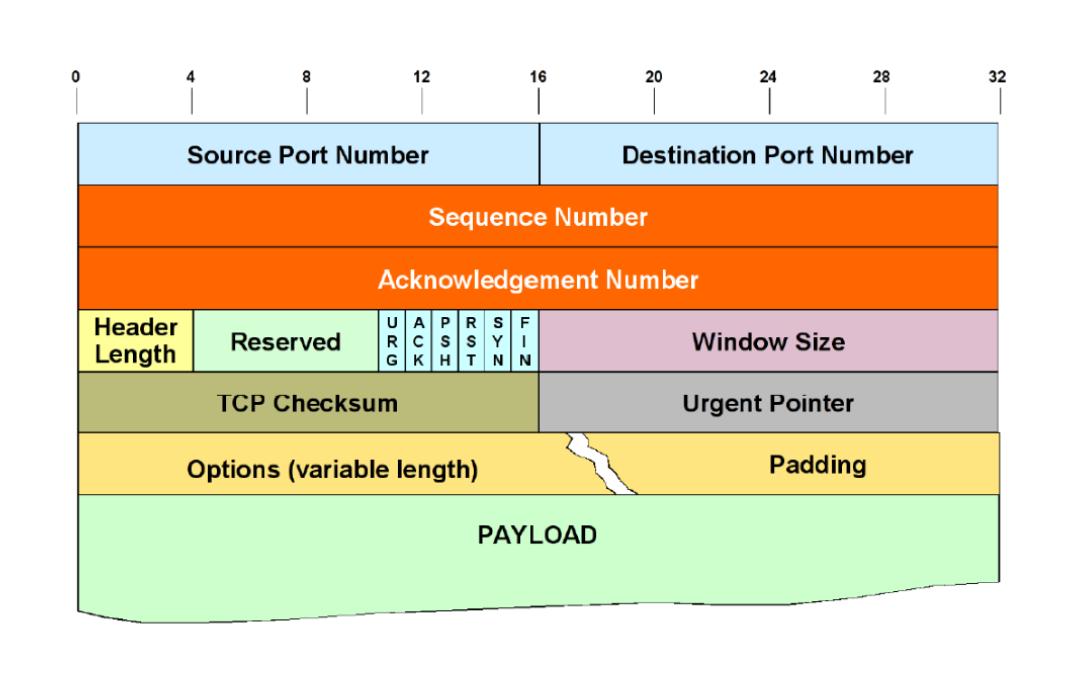 0 4 8 12 16 20 24 28 32
Source Port Number Destination Port Number
Sequence Number
Acknowledgement Number
Header Length Reserved URG ACK PSH RST SYN FIN Window Size
TCP Checksum Urgent Pointer
Options (variable length) Padding
PAYLOAD